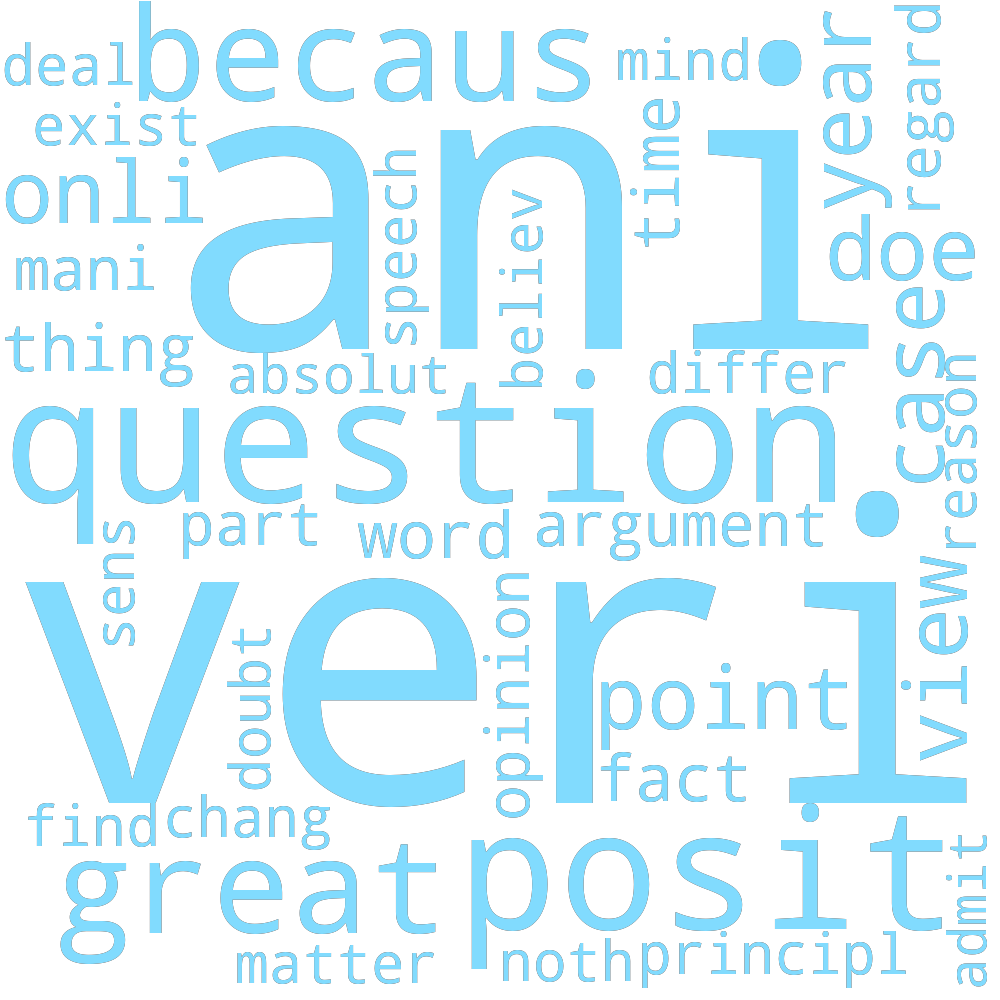 becaus
deal
mind
year
regard
exist
ani
time
speech
onli
believ
doe
mani
case
thing
absolut
differ
reason
question
part
word
argument
sens
view
veri
opinion
doubt
point
fact
find
chang
great
posit
admit
matter
noth
principl